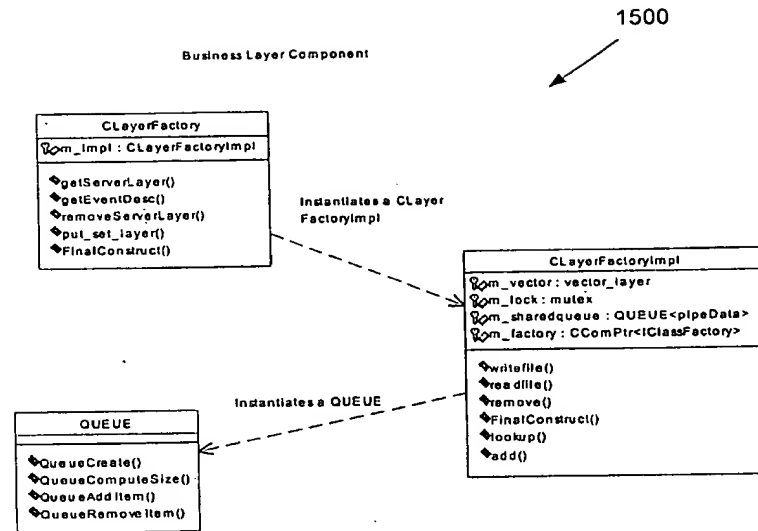 1500
Business Layer Component
CLayerFactory
m_Impl : CLayerFactoryImpl
getServerLayer()
getEventDesc()
removeServerLayer()
put_set_layer()
FinalConstruct()
Instantiates a CLayer
FactoryImpl
CLayerFactoryImpl
m_vector : vector_layer
m_lock : mutex
m_sharedqueue : QUEUE<pipeData>
m_factory : CComPtr<IClassFactory>
writefile()
readfile()
remove()
FinalConstruct()
lookup()
add()
Instantiates a QUEUE
QUEUE
QueueCreate()
QueueComputeSize()
QueueAddItem()
QueueRemoveItem()